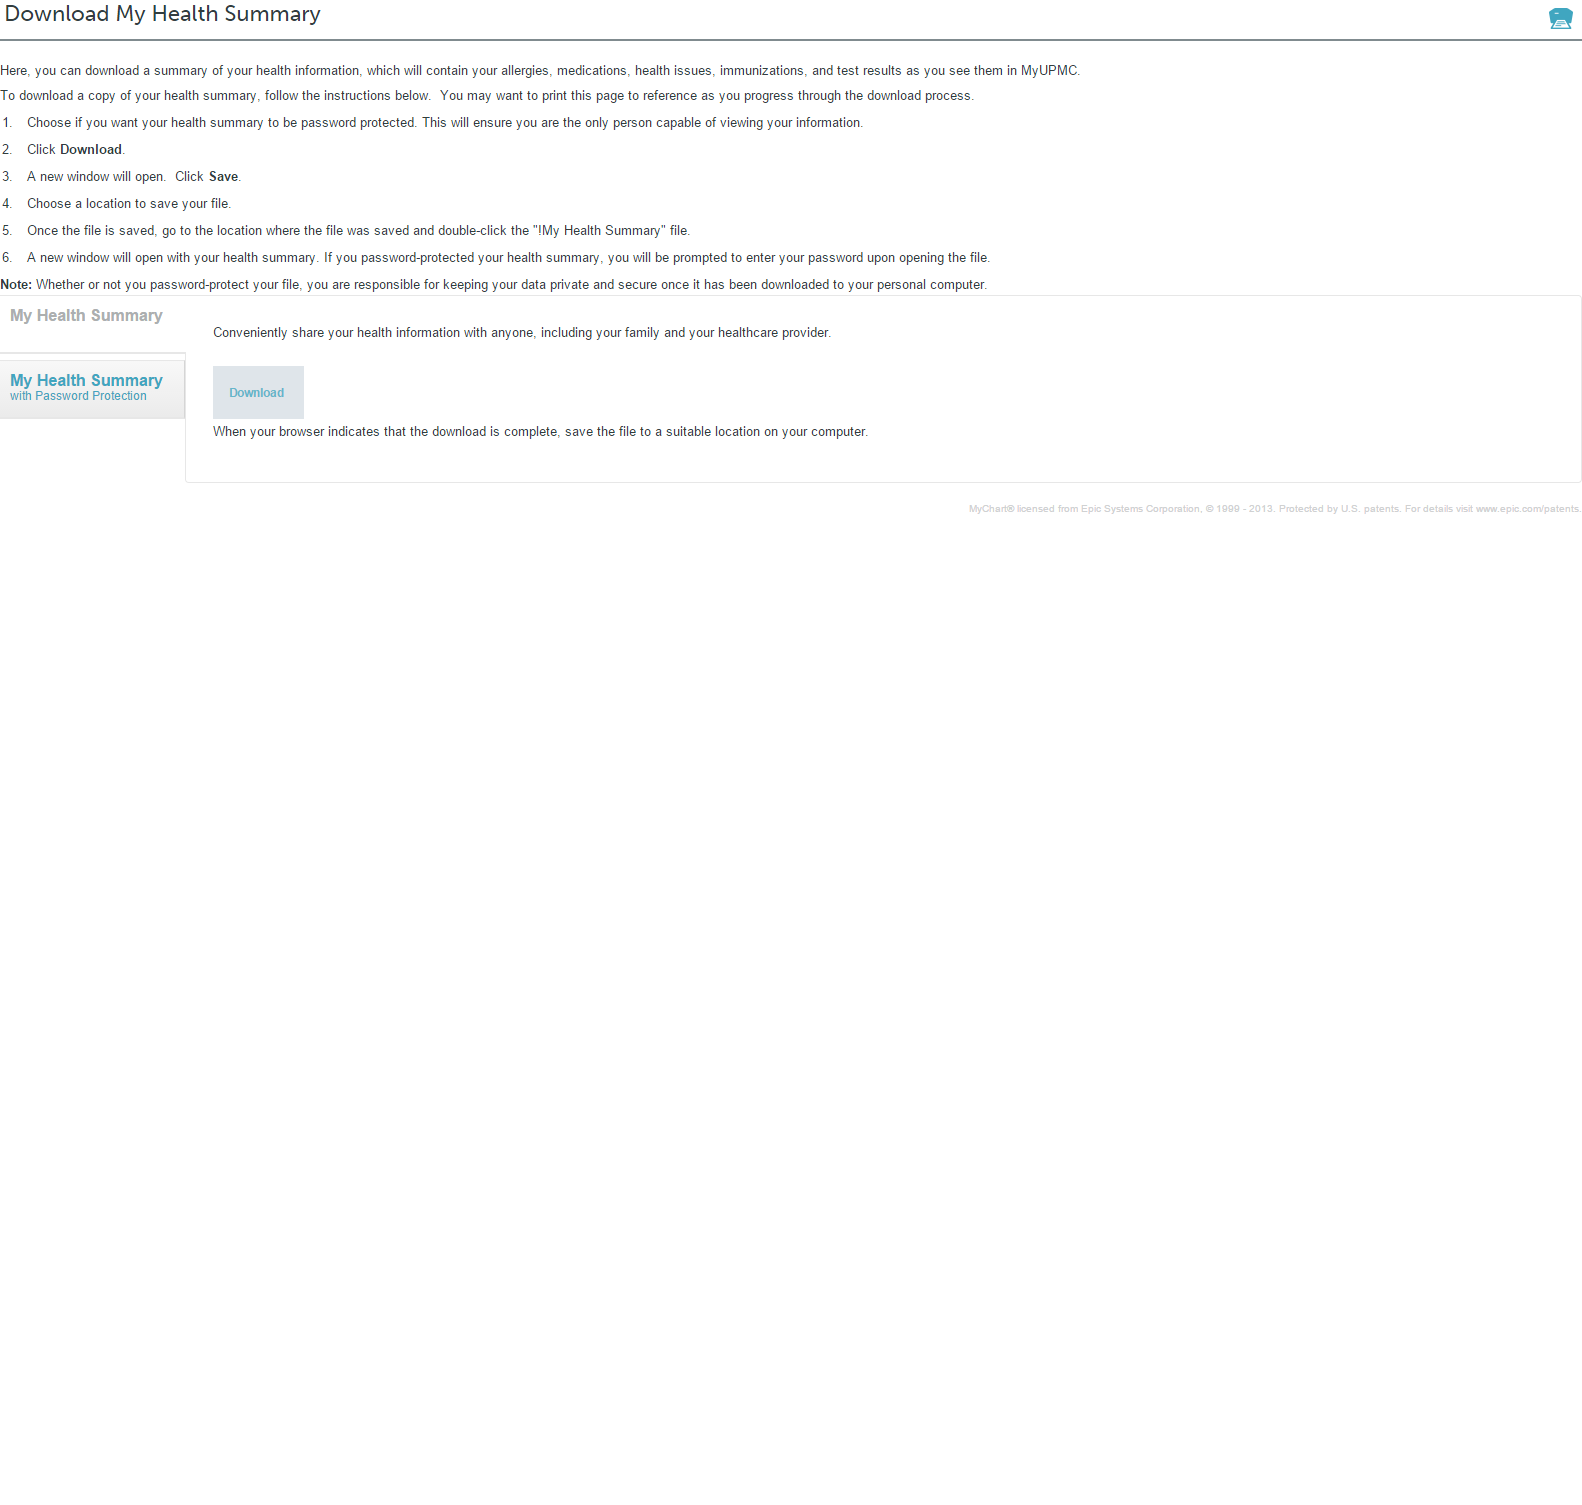 Download My Health Summary
Here, you can download a summary of your health information, which will contain your allergies, medications, health issues, immunizations, and test results as you see them in MyUPMC.
To download a copy of your health summary, follow the instructions below.  You may want to print this page to reference as you progress through the download process.
1. Choose if you want your health summary to be password protected. This will ensure you are the only person capable of viewing your information.
2. Click Download.
3. A new window will open.  Click Save.
4. Choose a location to save your file.
5. Once the file is saved, go to the location where the file was saved and double-click the "!My Health Summary" file.
6. A new window will open with your health summary. If you password-protected your health summary, you will be prompted to enter your password upon opening the file.
Note: Whether or not you password-protect your file, you are responsible for keeping your data private and secure once it has been downloaded to your personal computer.
My Health Summary
My Health Summary
with Password Protection
Conveniently share your health information with anyone, including your family and your healthcare provider.
Download
When your browser indicates that the download is complete, save the file to a suitable location on your computer.
MyChart® licensed from Epic Systems Corporation, © 1999 - 2013. Protected by U.S. patents. For details visit www.epic.com/patents.